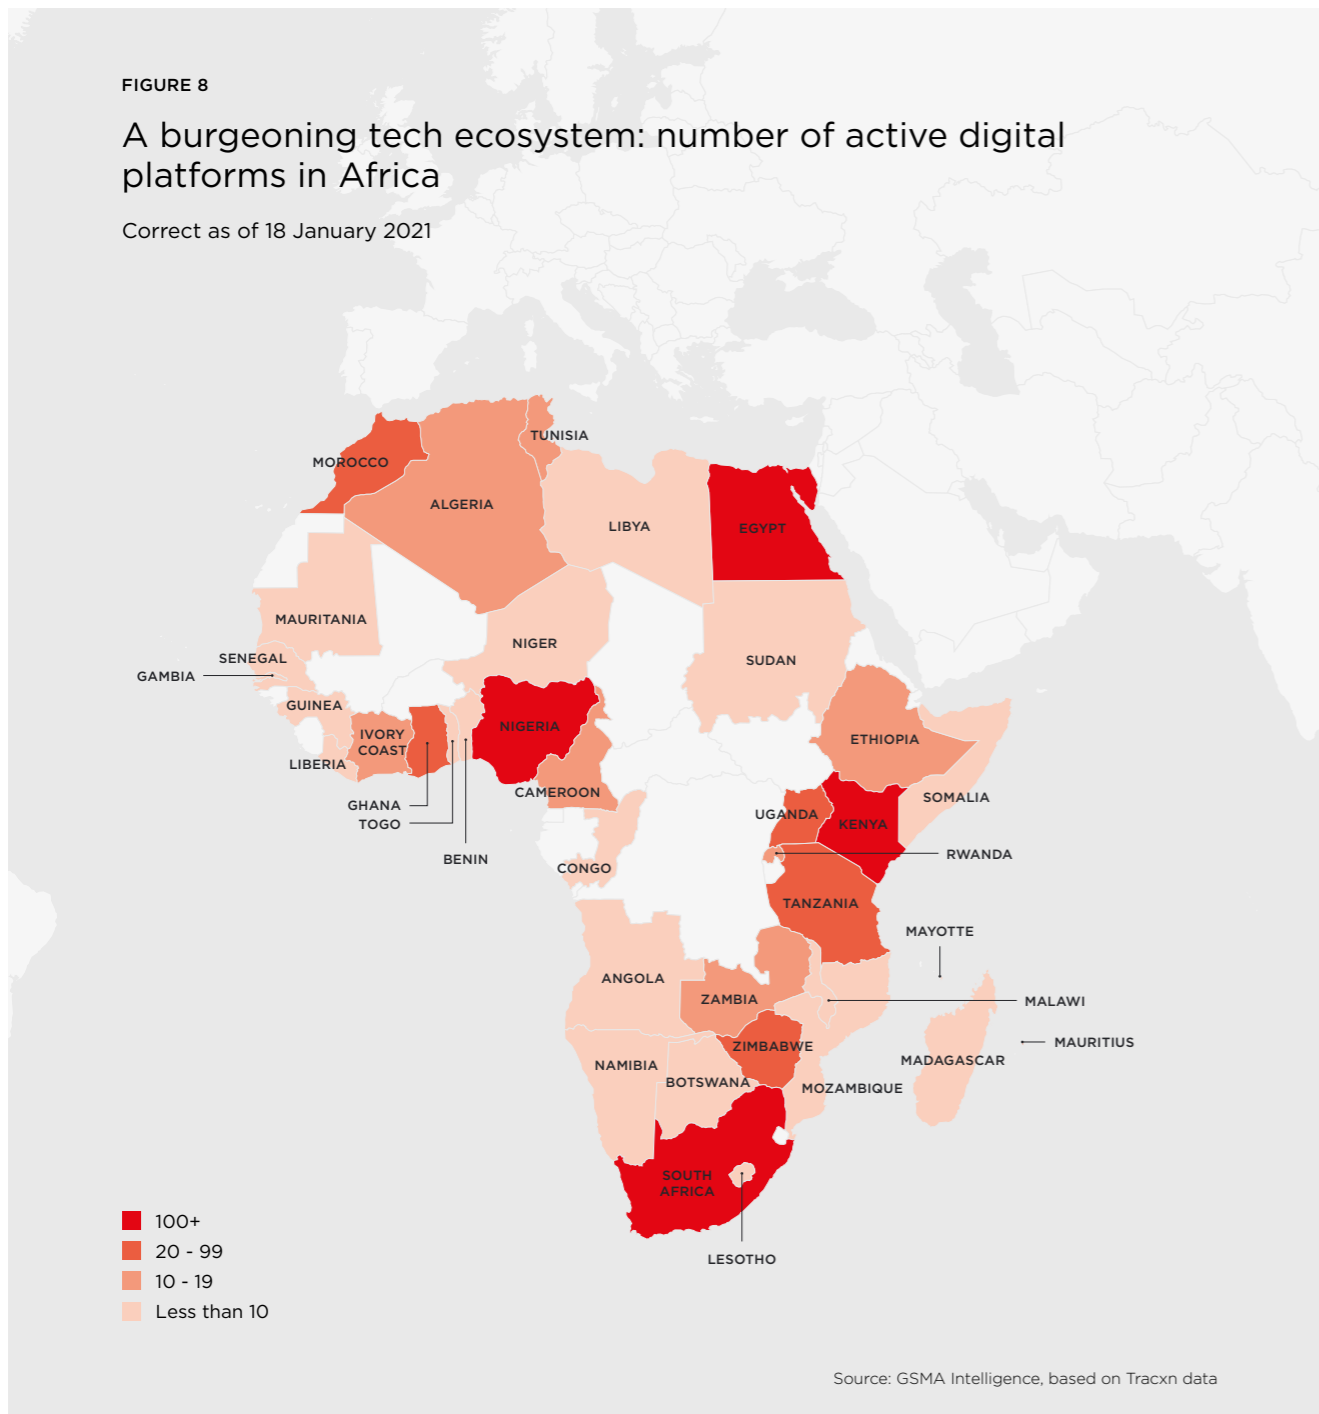 FIGURE 8
A burgeoning tech ecosystem: number of active digital
platforms in Africa
Correct as of 18 January 2021
TUNISIA
MOROCCO
ALGERIA
LIBYA
EGYPT
MAURITANIA
NIGER
SENEGAL
SUDAN
GAMBIA
GUINEA
NIGERIA
IVORY
COAST
ETHIOPIA
LIBERIA
CAMEROON
SOMALIA
GHANA
UGANDA
TOGO
KENYA
BENIN
RWANDA
CONGO
TANZANIA
MAYOTTE
ANGOLA
ZAMBIA
MALAWI
MAURITIUS
ZIMBABWE
MADAGASCAR
NAMIBIA
BOTSWANA
MOZAMBIQUE
SOUTH
AFRICA
LESOTHO
100+
20 - 99
10 - 19
Less than 10
Source: GSMA Intelligence, based on Tracxn data